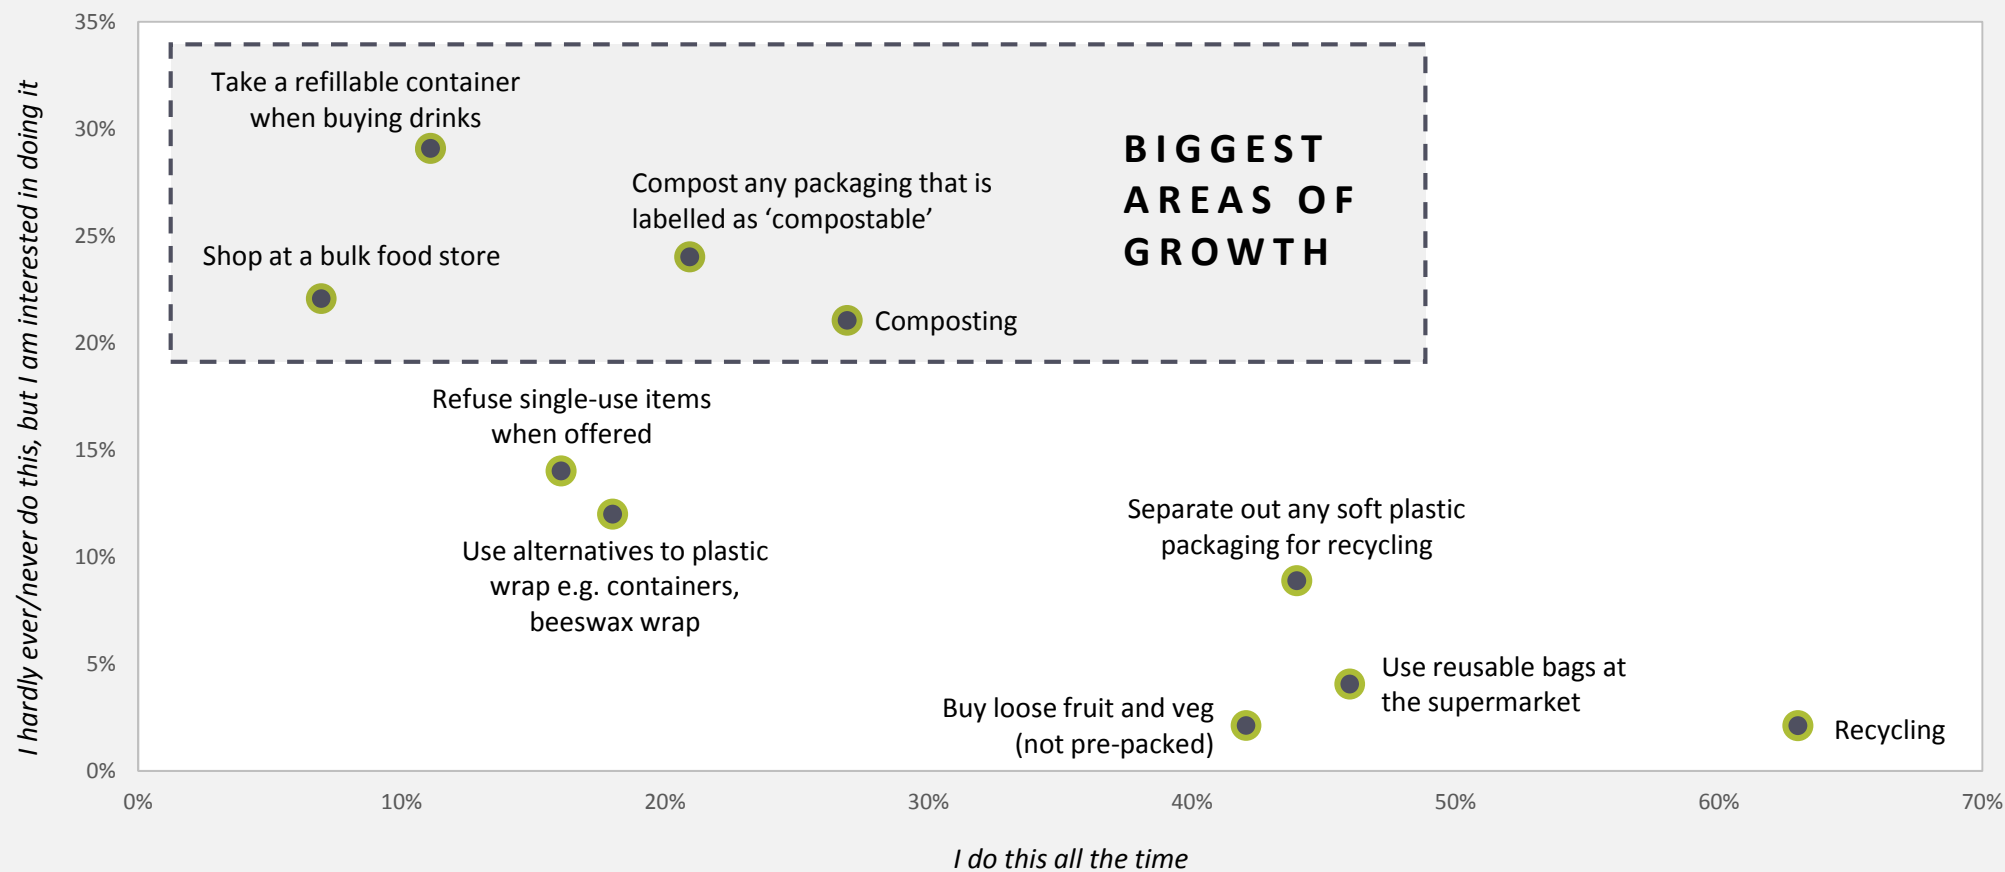 35%
30%
25%
20%
15%
10%
5%
0%
I hardly ever/never do this, but I am interested in doing it
Take a refillable container
when buying drinks
Compost any packaging that is
labelled as ‘compostable’
BIGGEST
AREAS OF
GROWTH
Shop at a bulk food store
Composting
Refuse single-use items
when offered
Use alternatives to plastic
wrap e.g. containers,
beeswax wrap
Separate out any soft plastic
packaging for recycling
Use reusable bags at
the supermarket
Buy loose fruit and veg
(not pre-packed)
Recycling
0%
10%
20%
30%
40%
50%
60%
70%
I do this all the time